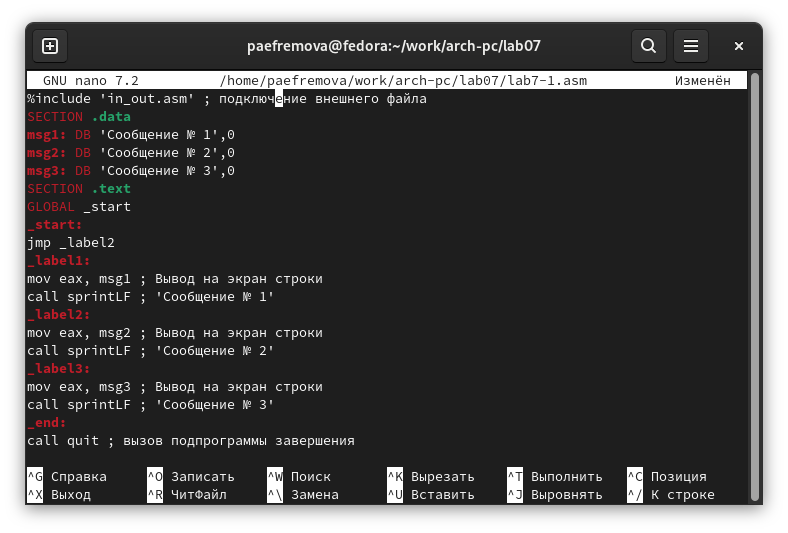 paefremova@fedora:~/work/arch-pc/lab07
GNU nano 7.2 /home/paefremova/work/arch-pc/lab07/lab7-1.asm Изменён
%include 'in_out.asm' ; подключение внешнего файла
SECTION .data
msg1: DB 'Сообщение № 1',0
msg2: DB 'Сообщение № 2',0
msg3: DB 'Сообщение № 3',0
SECTION .text
GLOBAL _start
_start:
jmp _label2
_label1:
mov eax, msg1 ; Вывод на экран строки
call sprintLF ; 'Сообщение № 1'
_label2:
mov eax, msg2 ; Вывод на экран строки
call sprintLF ; 'Сообщение № 2'
_label3:
mov eax, msg3 ; Вывод на экран строки
call sprintLF ; 'Сообщение № 3'
_end:
call quit ; вызов подпрограммы завершения
^G Справка ^O Записать ^W Поиск ^K Вырезать ^T Выполнить ^C Позиция
^X Выход ^R ЧитФайл ^\ Замена ^U Вставить ^J Выровнять ^/ К строке